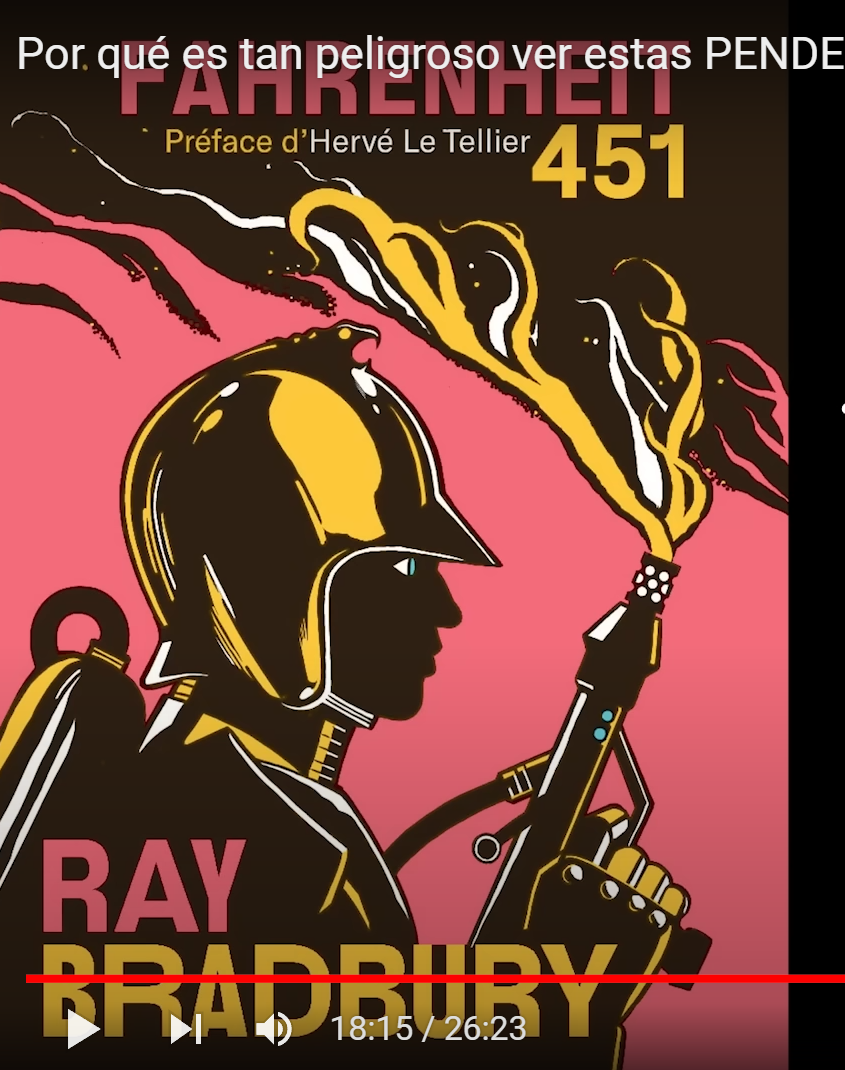 Por qué es tan peligroso ver estas PENDE
FAHRENHEIT
Préface d'Hervé Le Tellier
451
RAY
BRADBURY
18:15 / 26:23